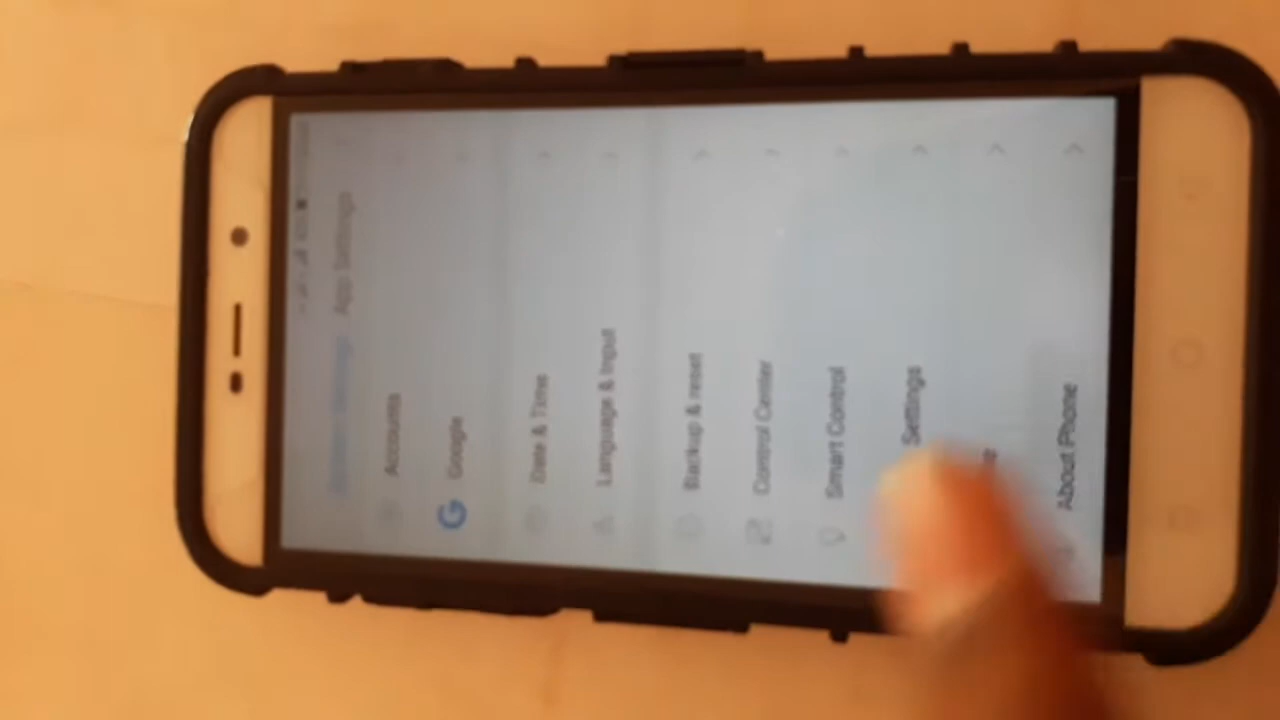 App Settings
Accounts
G Google
Date & Time
Language & Input
Backup & reset
Control Center
Smart Control
Settings
About Phone